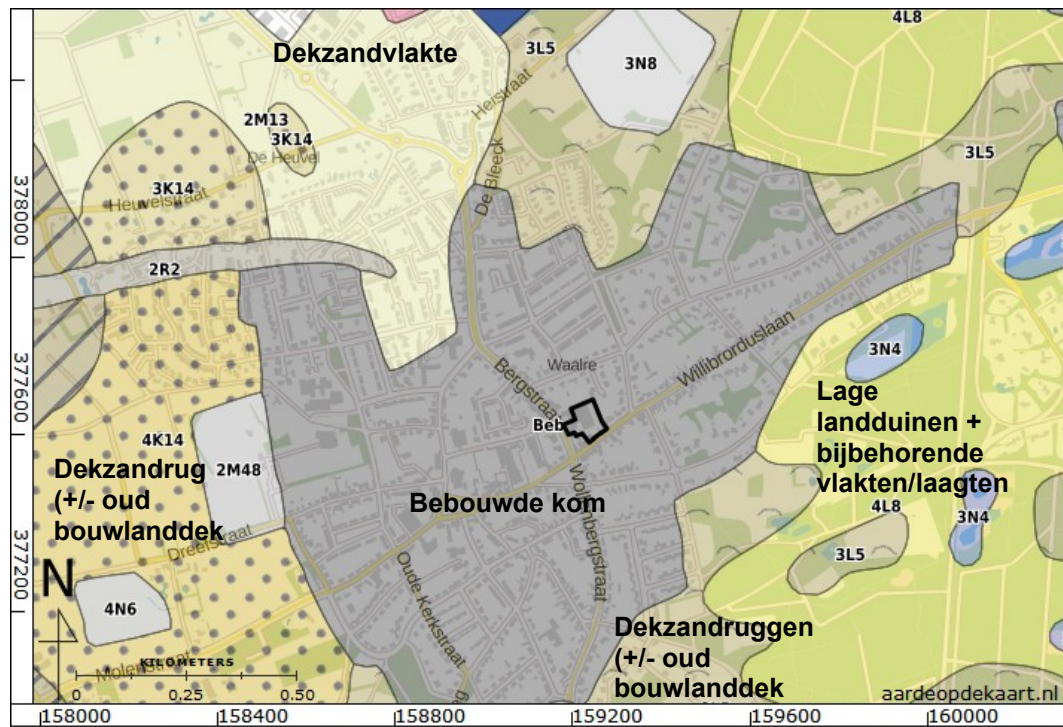 4L8
Dekzandvlakte
3L5
3N8
Herstraat
2M13
3K14
De Heuvel
3L5
De Bleeck
3K14
Heuvelstraat
378000
2R2
Willibrorduslaan
3N4
377600
Waalre
Bergstraat
Beb
Lage
landduinen +
bijbehorende
vlakten/laagten
4K14
Dekzandrug
(+/- oud
bouwlanddek
2M48
Bebouwde kom
4L8
3N4
Dreefstraat
3L5
377200
N
4N6
Oude Kerkstraat
Dekzandruggen
(+/- oud
bouwlanddek
Molenstraat
KILOMETERS
0 0,25 0,50
aardeopdekaart.nl
158000 158400 158800 159200 159600 160000